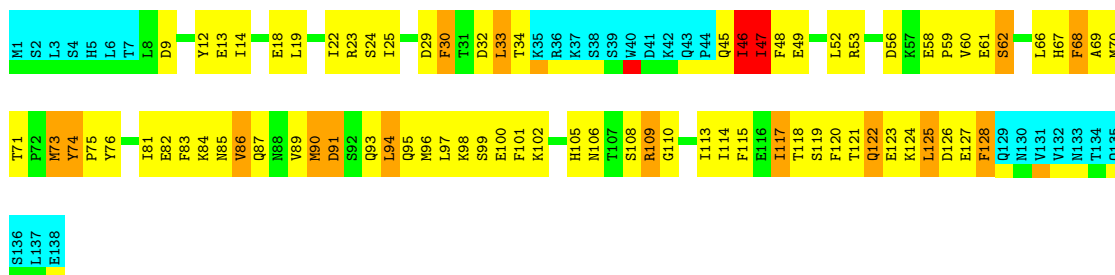 M1 S2 L3 S4 H5 L6 T7 L8 D9 Y12 E13 I14 E18 L19 I22 R23 S24 I25 D29 F30 T31 D32 L33 T34 K35 R36 K37 S38 S39 W40 D41 K42 Q43 P44 Q45 I46 I47 F48 E49 L52 R53 D56 K57 E58 P59 V60 E61 S62 L66 H67 F68 A69 M70
T71 P72 M73 Y74 P75 Y76 I81 E82 F83 K84 N85 V86 Q87 N88 V89 M90 D91 S92 Q93 L94 Q95 M96 L97 K98 S99 E100 F101 K102 H105 N106 T107 S108 R109 G110 I113 I114 F115 E116 I117 T118 S119 F120 T121 Q122 E123 K124 L125 D126 E127 F128 Q129 N130 V131 V132 N133 T134
S136 L137 E138